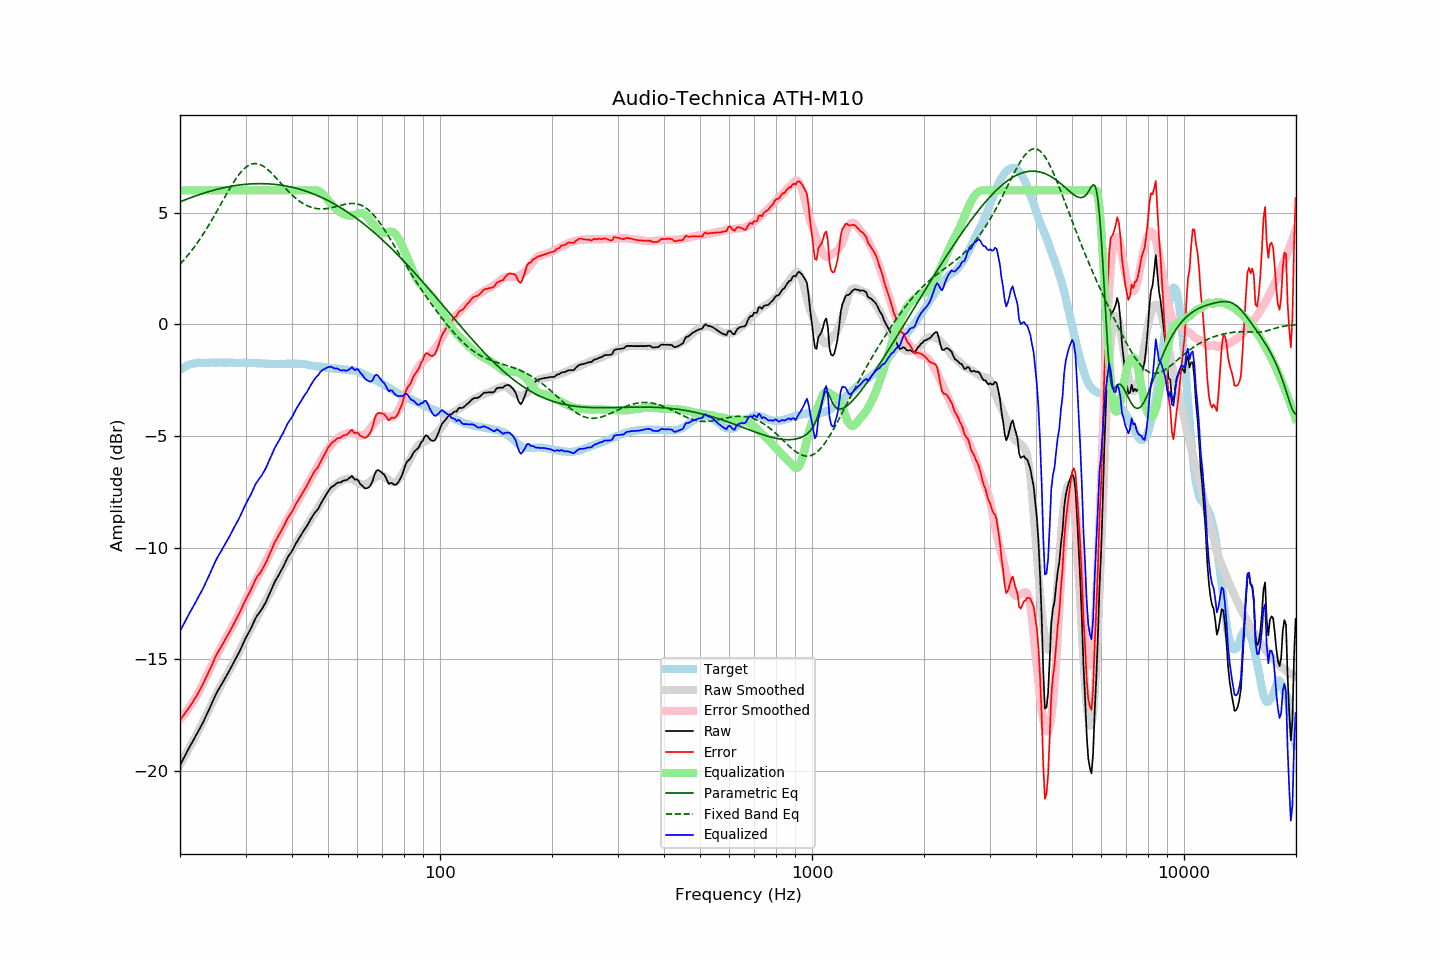 Audio-Technica ATH-M10
Amplitude (dBr)
5
0
−5
−10
−15
−20
Target
Raw Smoothed
Error Smoothed
Raw
Error
Equalization
Parametric Eq
Fixed Band Eq
Equalized
100
1000
10000
Frequency (Hz)